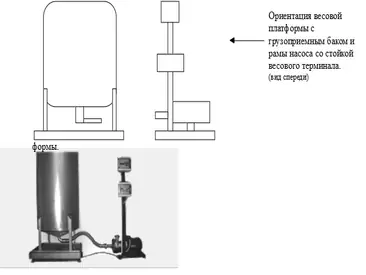 Ориентация весовой
платформы с
грузоприемным баком и
рамы насоса со стойкой
весового терминала.
(вид спереди)
формы.